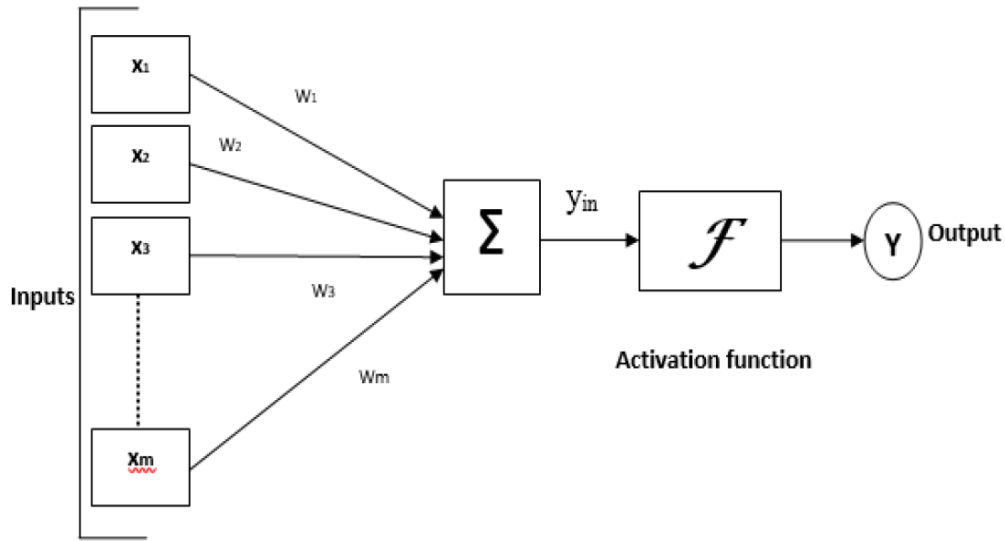 X1
W1
X2
W2
X3
Σ
yin
ℱ
Y
Output
Inputs
W3
Activation function
Wm
Xm